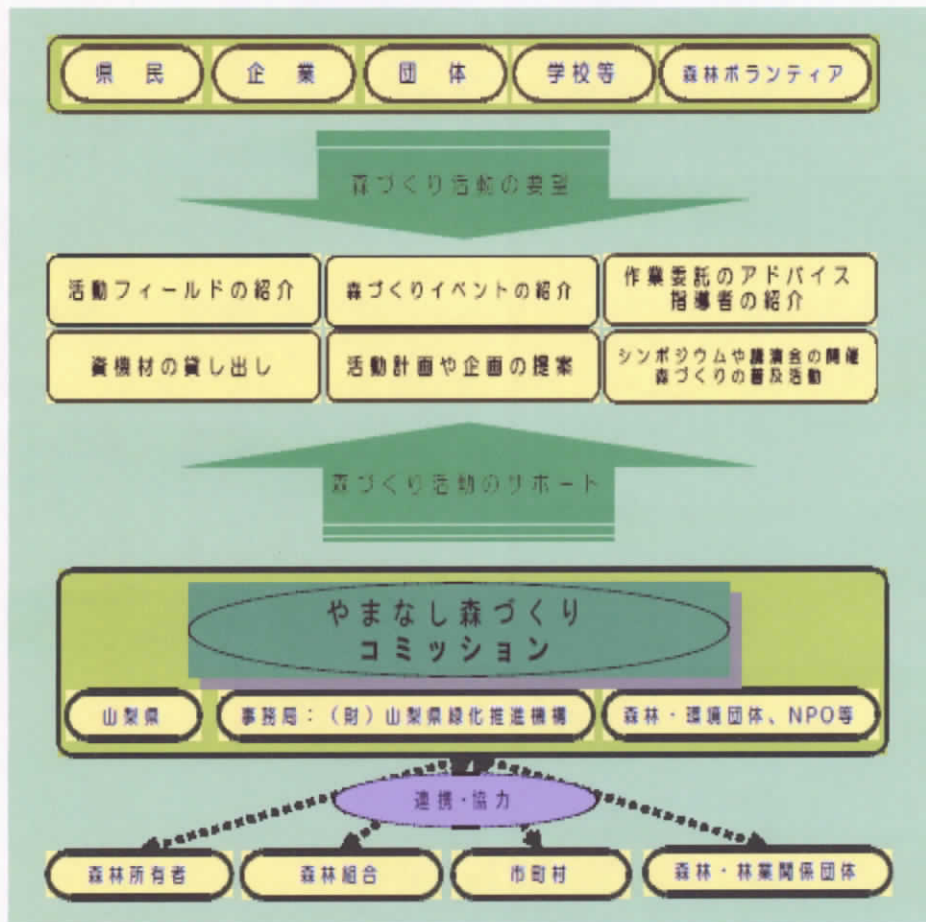 県民
企業
団体
学校等
森林ボランティア
森づくり活動の要望
活動フィールドの紹介
森づくりイベントの紹介
作業委託のアドバイス
指導者の紹介
資機材の貸し出し
活動計画や企画の提案
シンポジウムや講演会の開催
森づくりの普及活動
森づくり活動のサポート
やまなし森づくり
コミッション
山梨県
事務局：（財）山梨県緑化推進機構
森林・環境団体、NPO等
連携・協力
森林所有者
森林組合
市町村
森林・林業関係団体